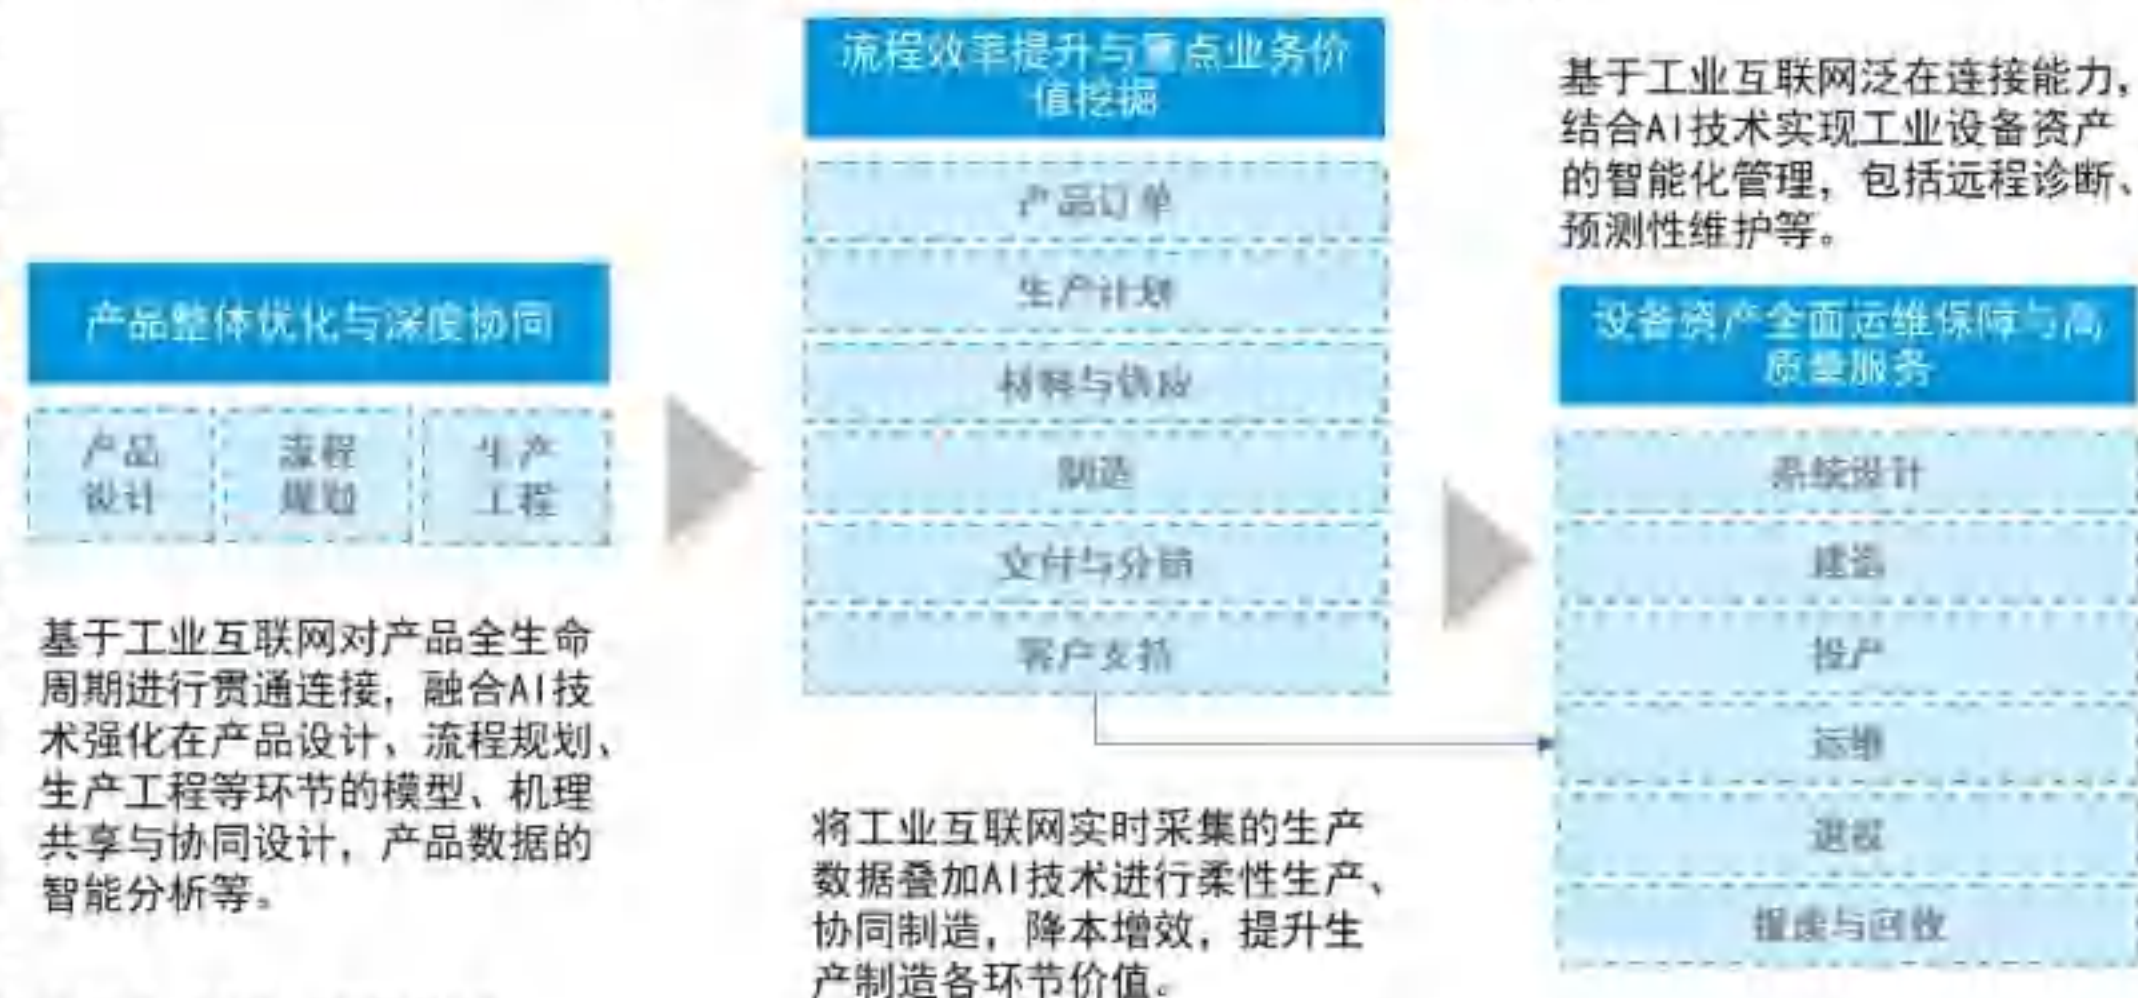 产品整体优化与深度协同
产品
设计
流程
规划
生产
工程
基于工业互联网对产品全生命
周期进行贯通连接，融合AI技
术强化在产品设计、流程规划、
生产工程等环节的模型、机理
共享与协同设计，产品数据的
智能分析等。
流程效率提升与重点业务价
值挖掘
产品订单
生产计划
材料与供应
制造
交付与分销
客户支持
将工业互联网实时采集的生产
数据叠加AI技术进行柔性生产、
协同制造，降本增效，提升生
产制造各环节价值。
基于工业互联网泛在连接能力，
结合AI技术实现工业设备资产
的智能化管理，包括远程诊断、
预测性维护等。
设备资产全面运维保障与高
质量服务
系统设计
建造
投产
运维
退役
报废与回收